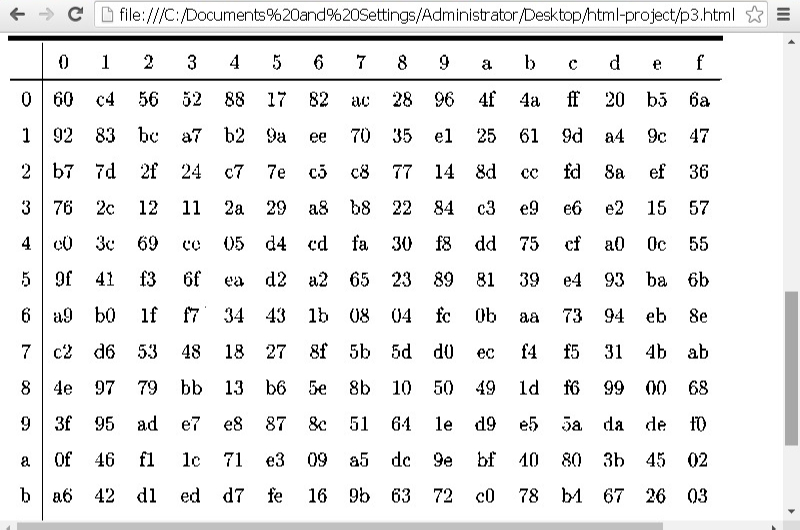 file:///C:/Documents%20and%20Settings/Administrator/Desktop/html-project/p3.html
0 1 2 3 4 5 6 7 8 9 a b c d e f
0 60 c4 56 52 88 17 82 ac 28 96 4f 4a ff 20 b5 6a
1 92 83 bc a7 b2 9a ee 70 35 e1 25 61 9d a4 9c 47
2 b7 7d 2f 24 c7 7e c5 c8 77 14 8d cc fd 8a ef 36
3 76 2c 12 11 2a 29 a8 b8 22 84 c3 e9 e6 e2 15 57
4 e0 3c 69 ce 05 d4 cd fa 30 f8 dd 75 cf a0 0c 55
5 9f 41 f3 6f ea d2 a2 65 23 89 81 39 e4 93 ba 6b
6 a9 b0 1f f7 34 43 1b 08 04 fc 0b aa 73 94 eb 8e
7 c2 d6 53 48 18 27 8f 5b 5d d0 ec f4 f5 31 4b ab
8 4e 97 79 bb 13 b6 5e 8b 10 50 49 1d f6 99 00 68
9 3f 95 ad e7 e8 87 8c 51 64 1e d9 e5 5a da de f0
a 0f 46 f1 1c 71 e3 09 a5 dc 9e bf 40 80 3b 45 02
b a6 42 d1 ed d7 fe 16 9b 63 72 c0 78 b4 67 26 03